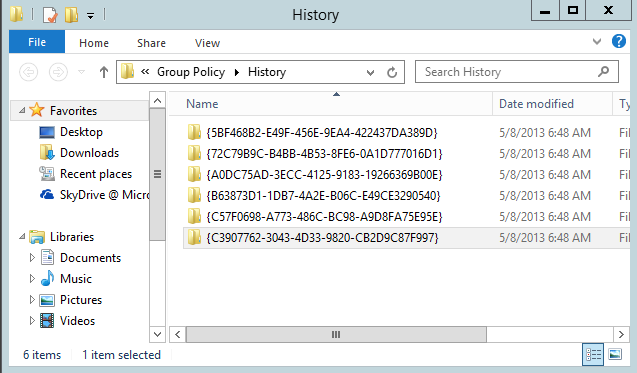 History
File Home Share View
« Group Policy History Search History
Favorites
Desktop
Downloads
Recent places
SkyDrive @ Micr
Libraries
Documents
Music
Pictures
Videos
Name Date modified Ty
{5BF468B2-E49F-456E-9EA4-422437DA389D} 5/8/2013 6:48 AM Fil
{72C79B9C-B4BB-4B53-8FE6-0A1D777016D1} 5/8/2013 6:48 AM Fil
{A0DC75AD-3ECC-4125-9183-19266369B00E} 5/8/2013 6:48 AM Fil
{B63873D1-1DB7-4A2E-B06C-E49CE3290540} 5/8/2013 6:48 AM Fil
{C57F0698-A773-486C-BC98-A9D8FA75E95E} 5/8/2013 6:48 AM Fil
{C3907762-3043-4D33-9820-CB2D9C87F997} 5/8/2013 6:48 AM Fil
6 items 1 item selected